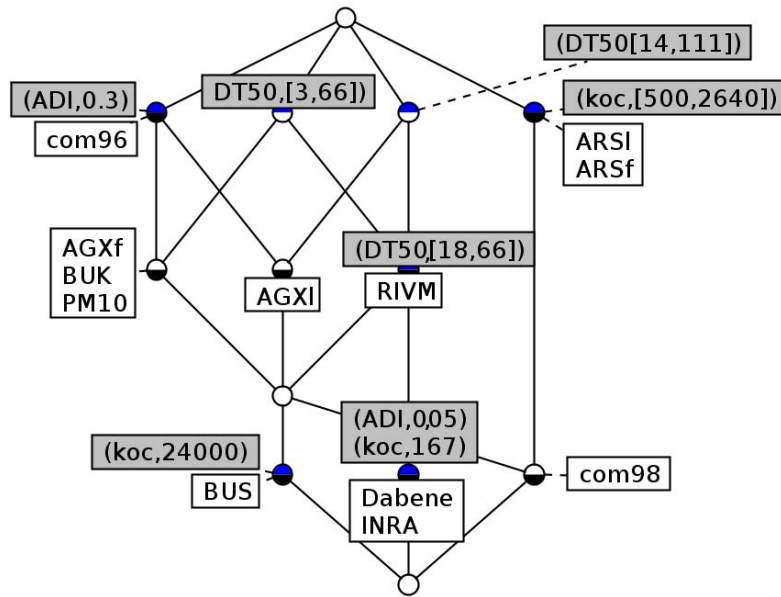 (DT50[14,111])
DT50,[3,66])
(ADI,0.3)
(koc,[500,2640])
com96
ARSl
ARSf
AGXf
BUK
PM10
(DT50,[18,66])
AGXl
RIVM
(ADI,0,05)
(koc,167)
(koc,24000)
com98
BUS
Dabene
INRA